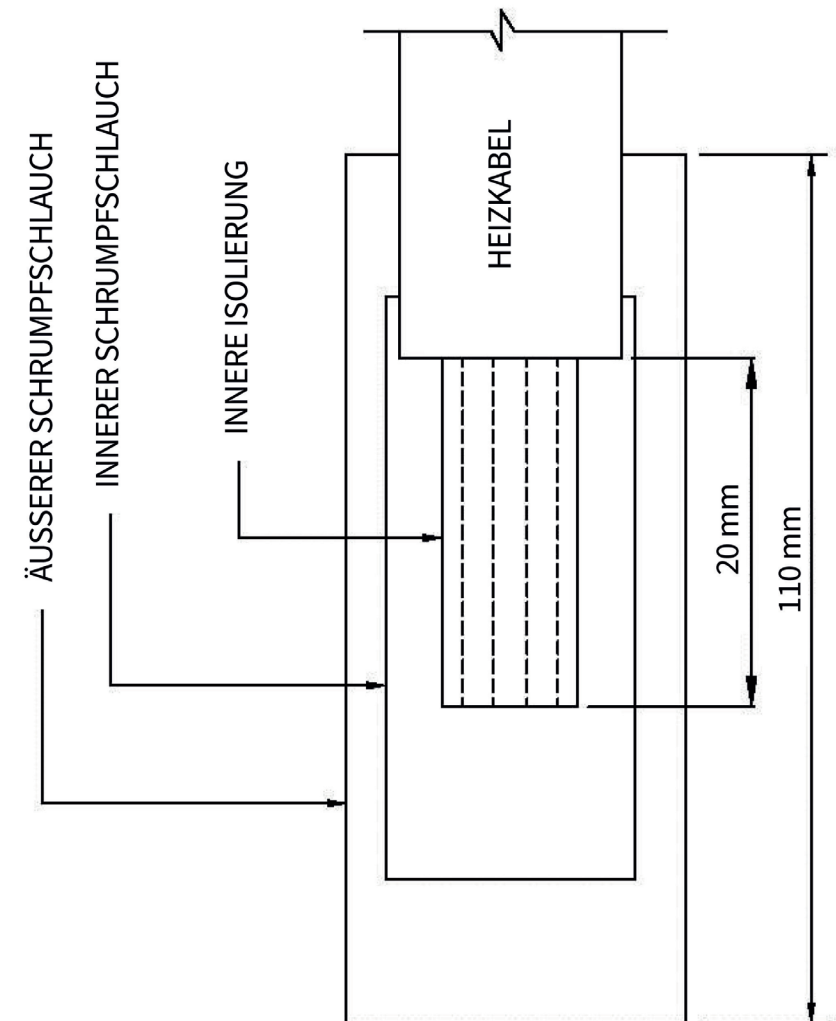 ÄUSSERER SCHRUMPFSCHLAUCH
INNERER SCHRUMPFSCHLAUCH
INNERE ISOLIERUNG
HEIZKABEL
20 mm
110 mm